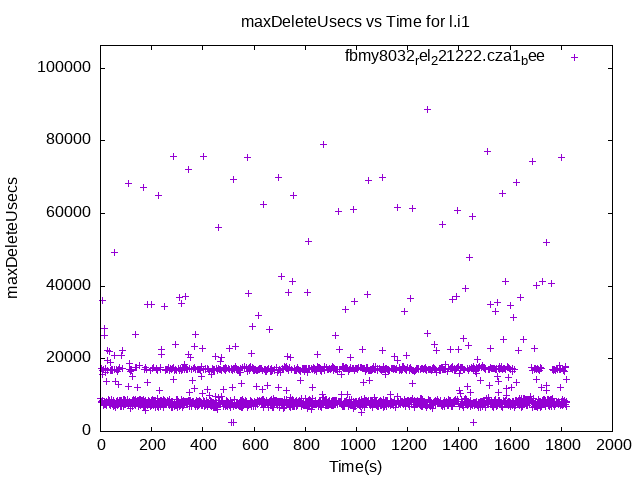 maxDeleteUsecs vs Time for l.i1
fbmy8032rel221222.cza1bee
100000
80000
60000
40000
20000
0
maxDeleteUsecs
0 200 400 600 800 1000 1200 1400 1600 1800 2000
Time(s)